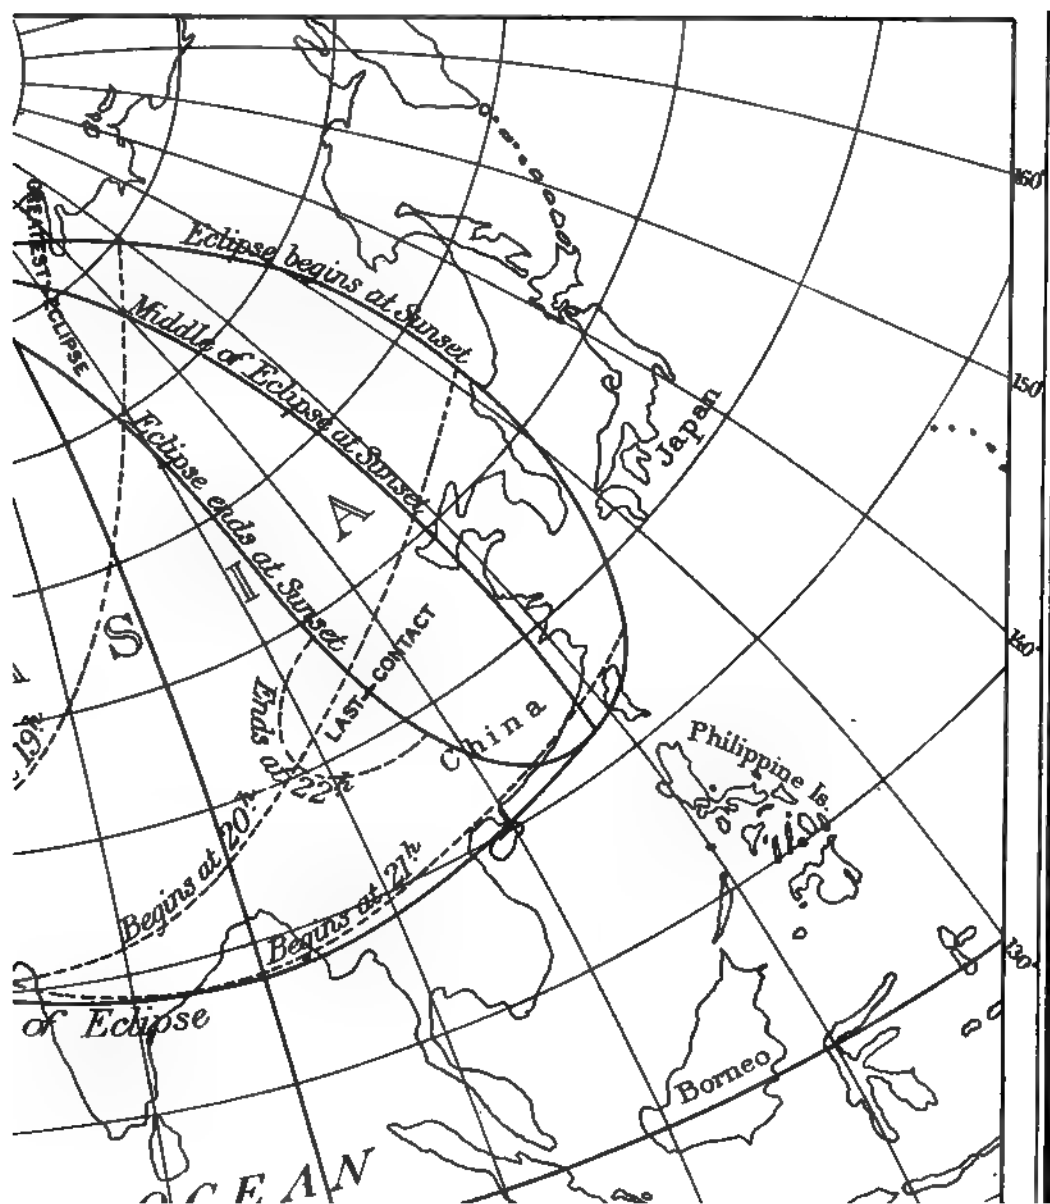 160°
GREATEST ECLIPSE
Eclipse begins at Sunset
Middle of Eclipse at Sunset
150°
Japan
Eclipse ends at Sunset
A
I
S
140°
LAST CONTACT
China
Ends at 22h
19h
Philippine Is.
Begins at 20h
Begins at 21h
130°
of Eclipse
Borneo
OCEAN